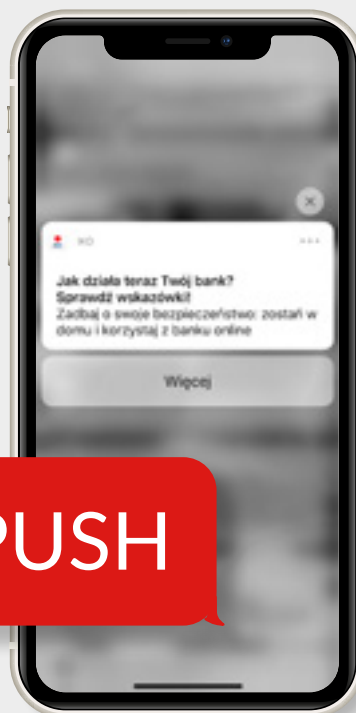 Jak działa teraz Twój bank?
Sprawdź wskazówki!
Zadbaj o swoje bezpieczeństwo: zostań w
domu i korzystaj z banku online
Więcej
PUSH